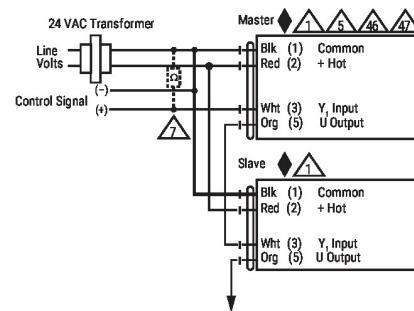 24 VAC Transformer
Line
Volts
Control Signal
(−)
(+)
Ω
7
Master
1
5
46
47
Blk (1) Common
Red (2) + Hot
Wht (3) Y, Input
Org (5) U Output
Slave
1
Blk (1) Common
Red (2) + Hot
Wht (3) Y, Input
Org (5) U Output